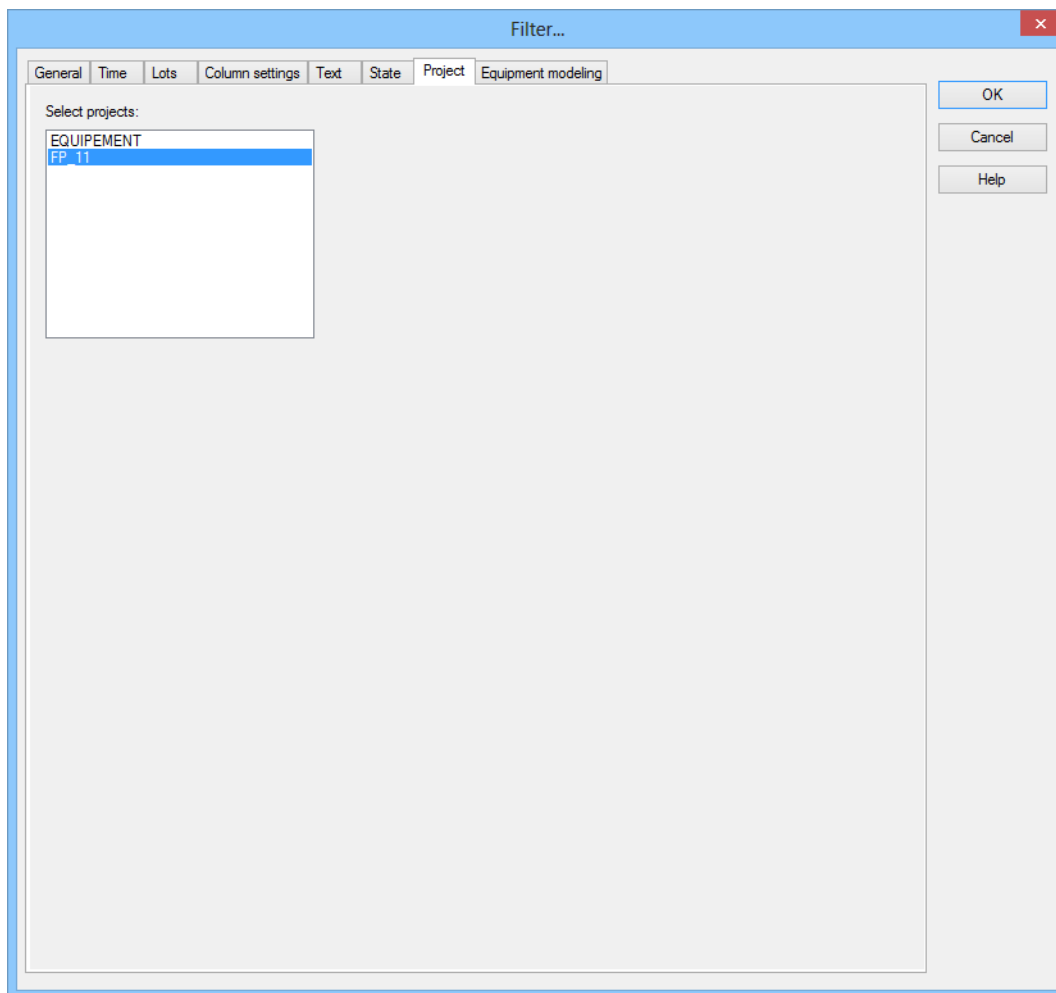 Filter...
General Time Lots Column settings Text State Project Equipment modeling
OK
Select projects:
EQUIPEMENT
Cancel
FP_11
Help